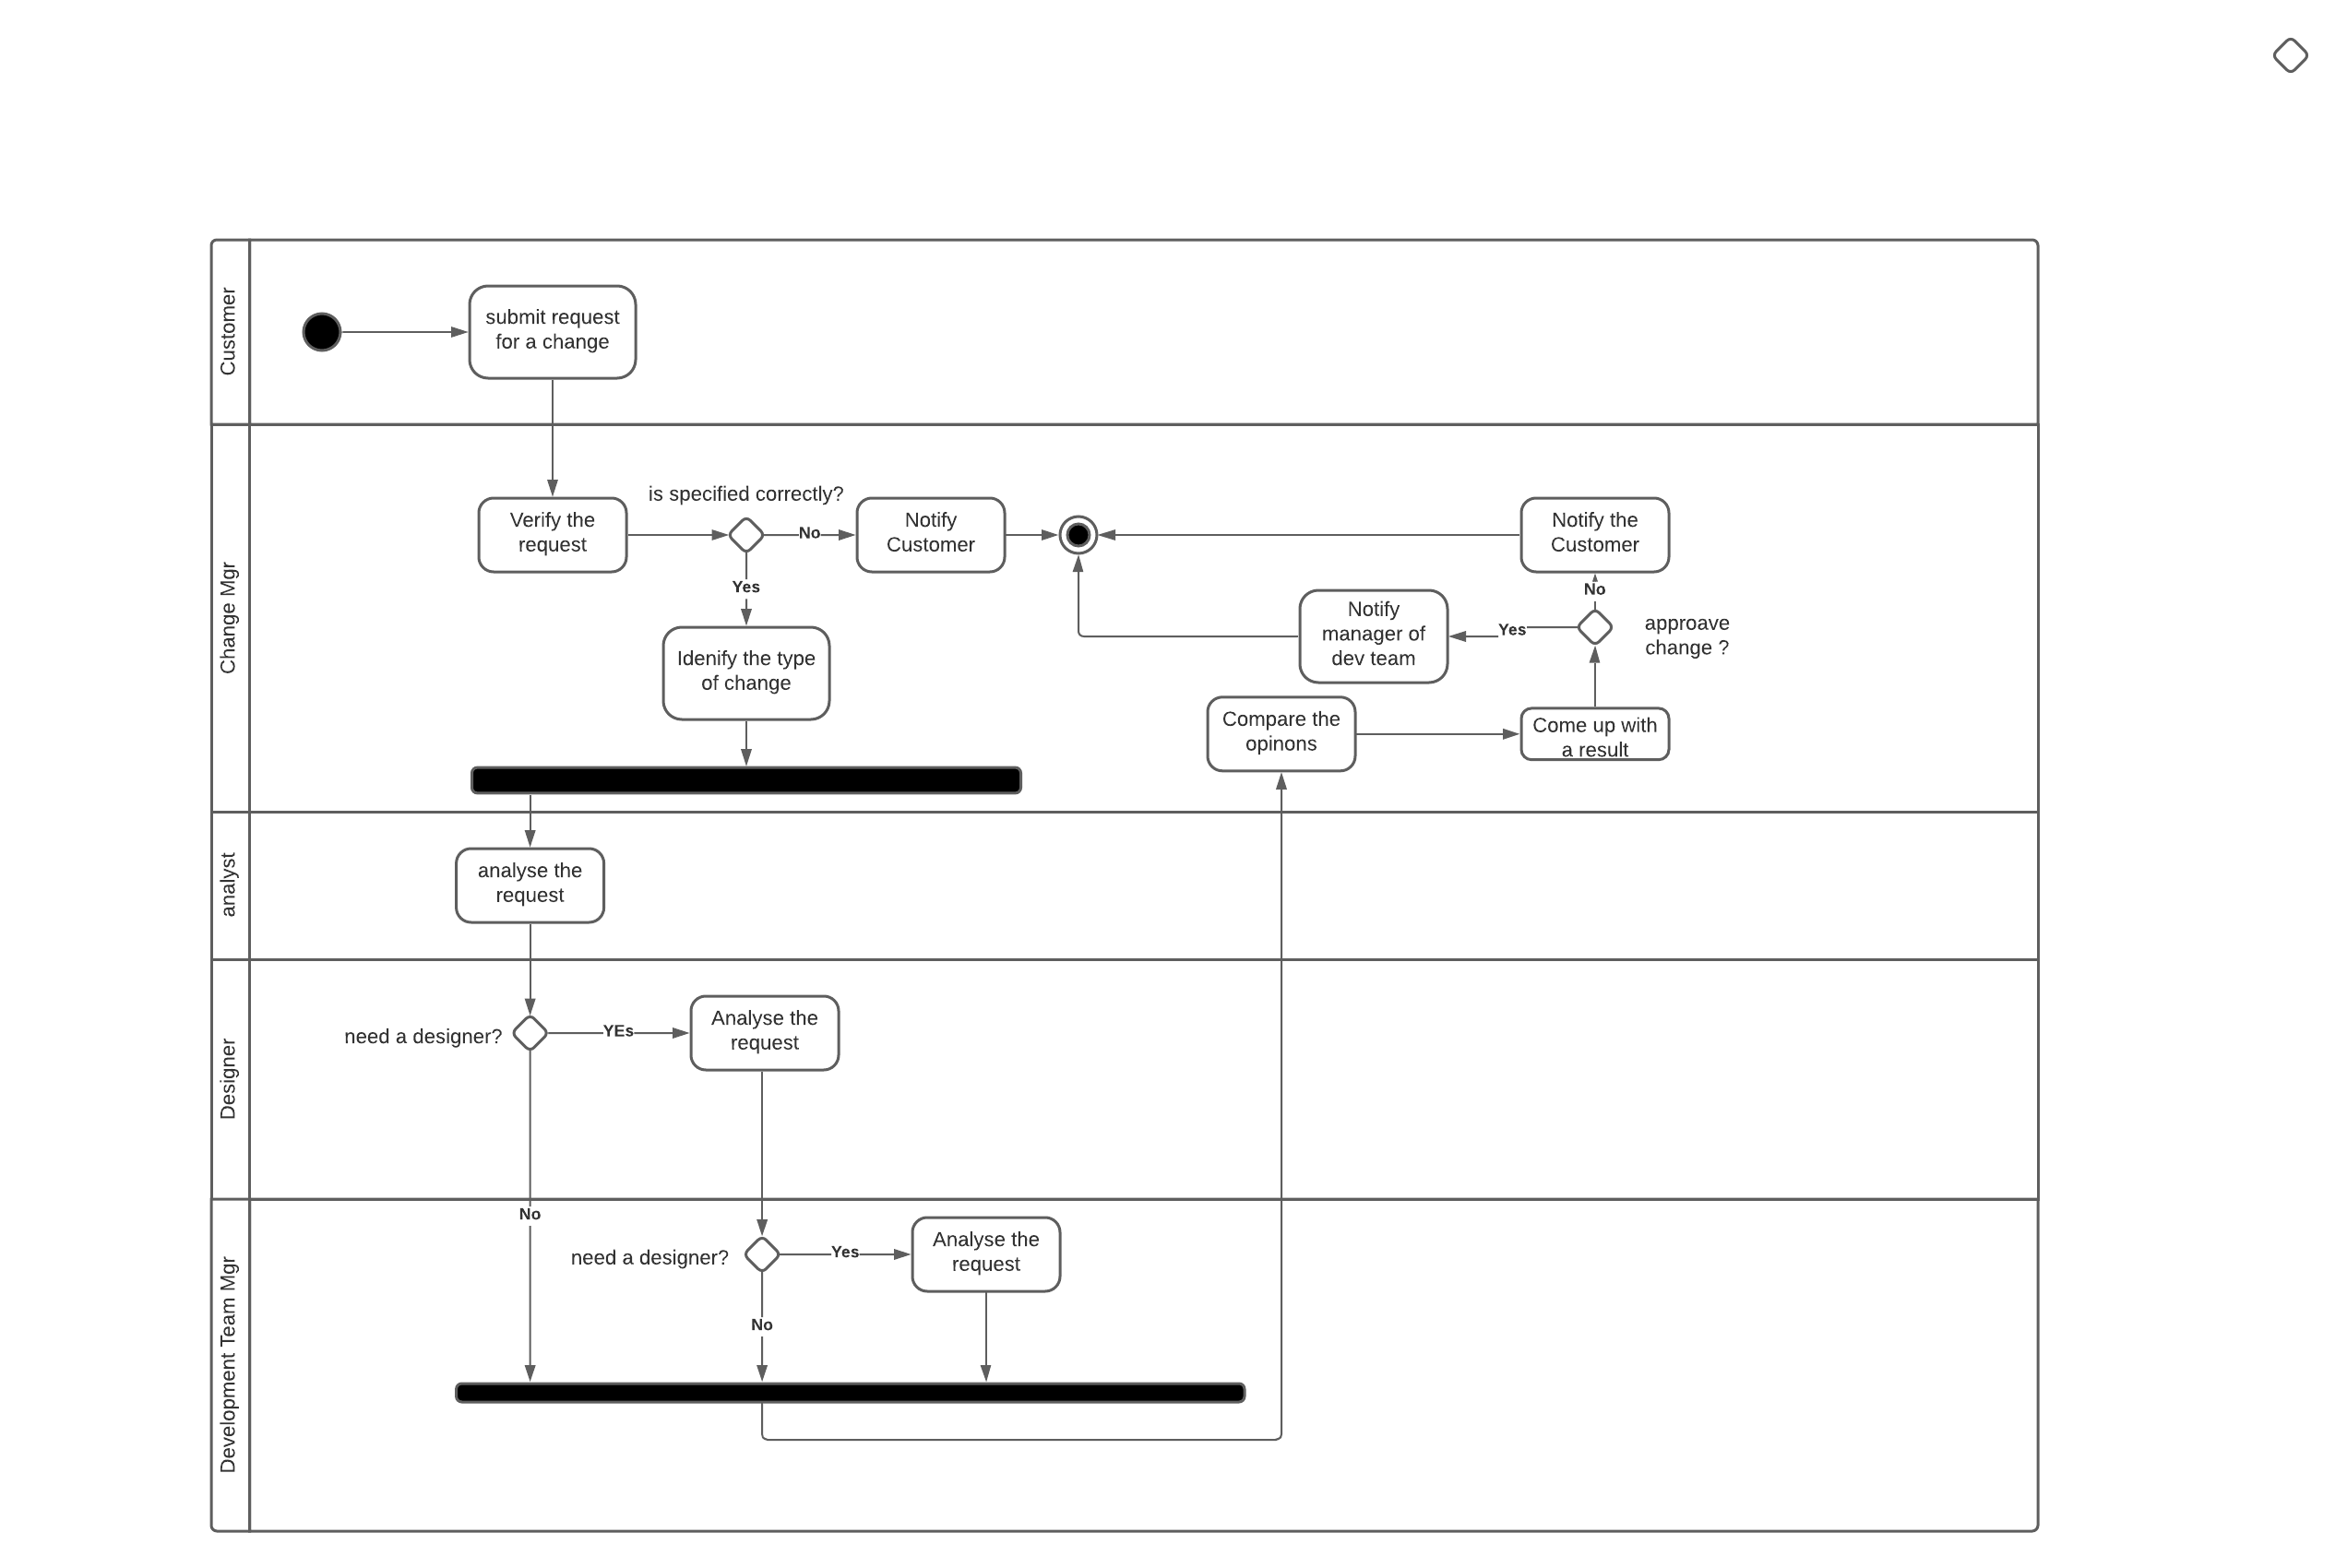 Customer
submit request
for a change
Change Mgr
Verify the
request
is specified correctly?
No
Notify
Customer
Yes
Idenify the type
of change
Notify the
Customer
No
Notify
manager of
dev team
Yes
approave
change ?
Compare the
opinons
Come up with
a result
analyst
analyse the
request
Designer
need a designer?
YEs
Analyse the
request
Development Team Mgr
No
need a designer?
Yes
Analyse the
request
No